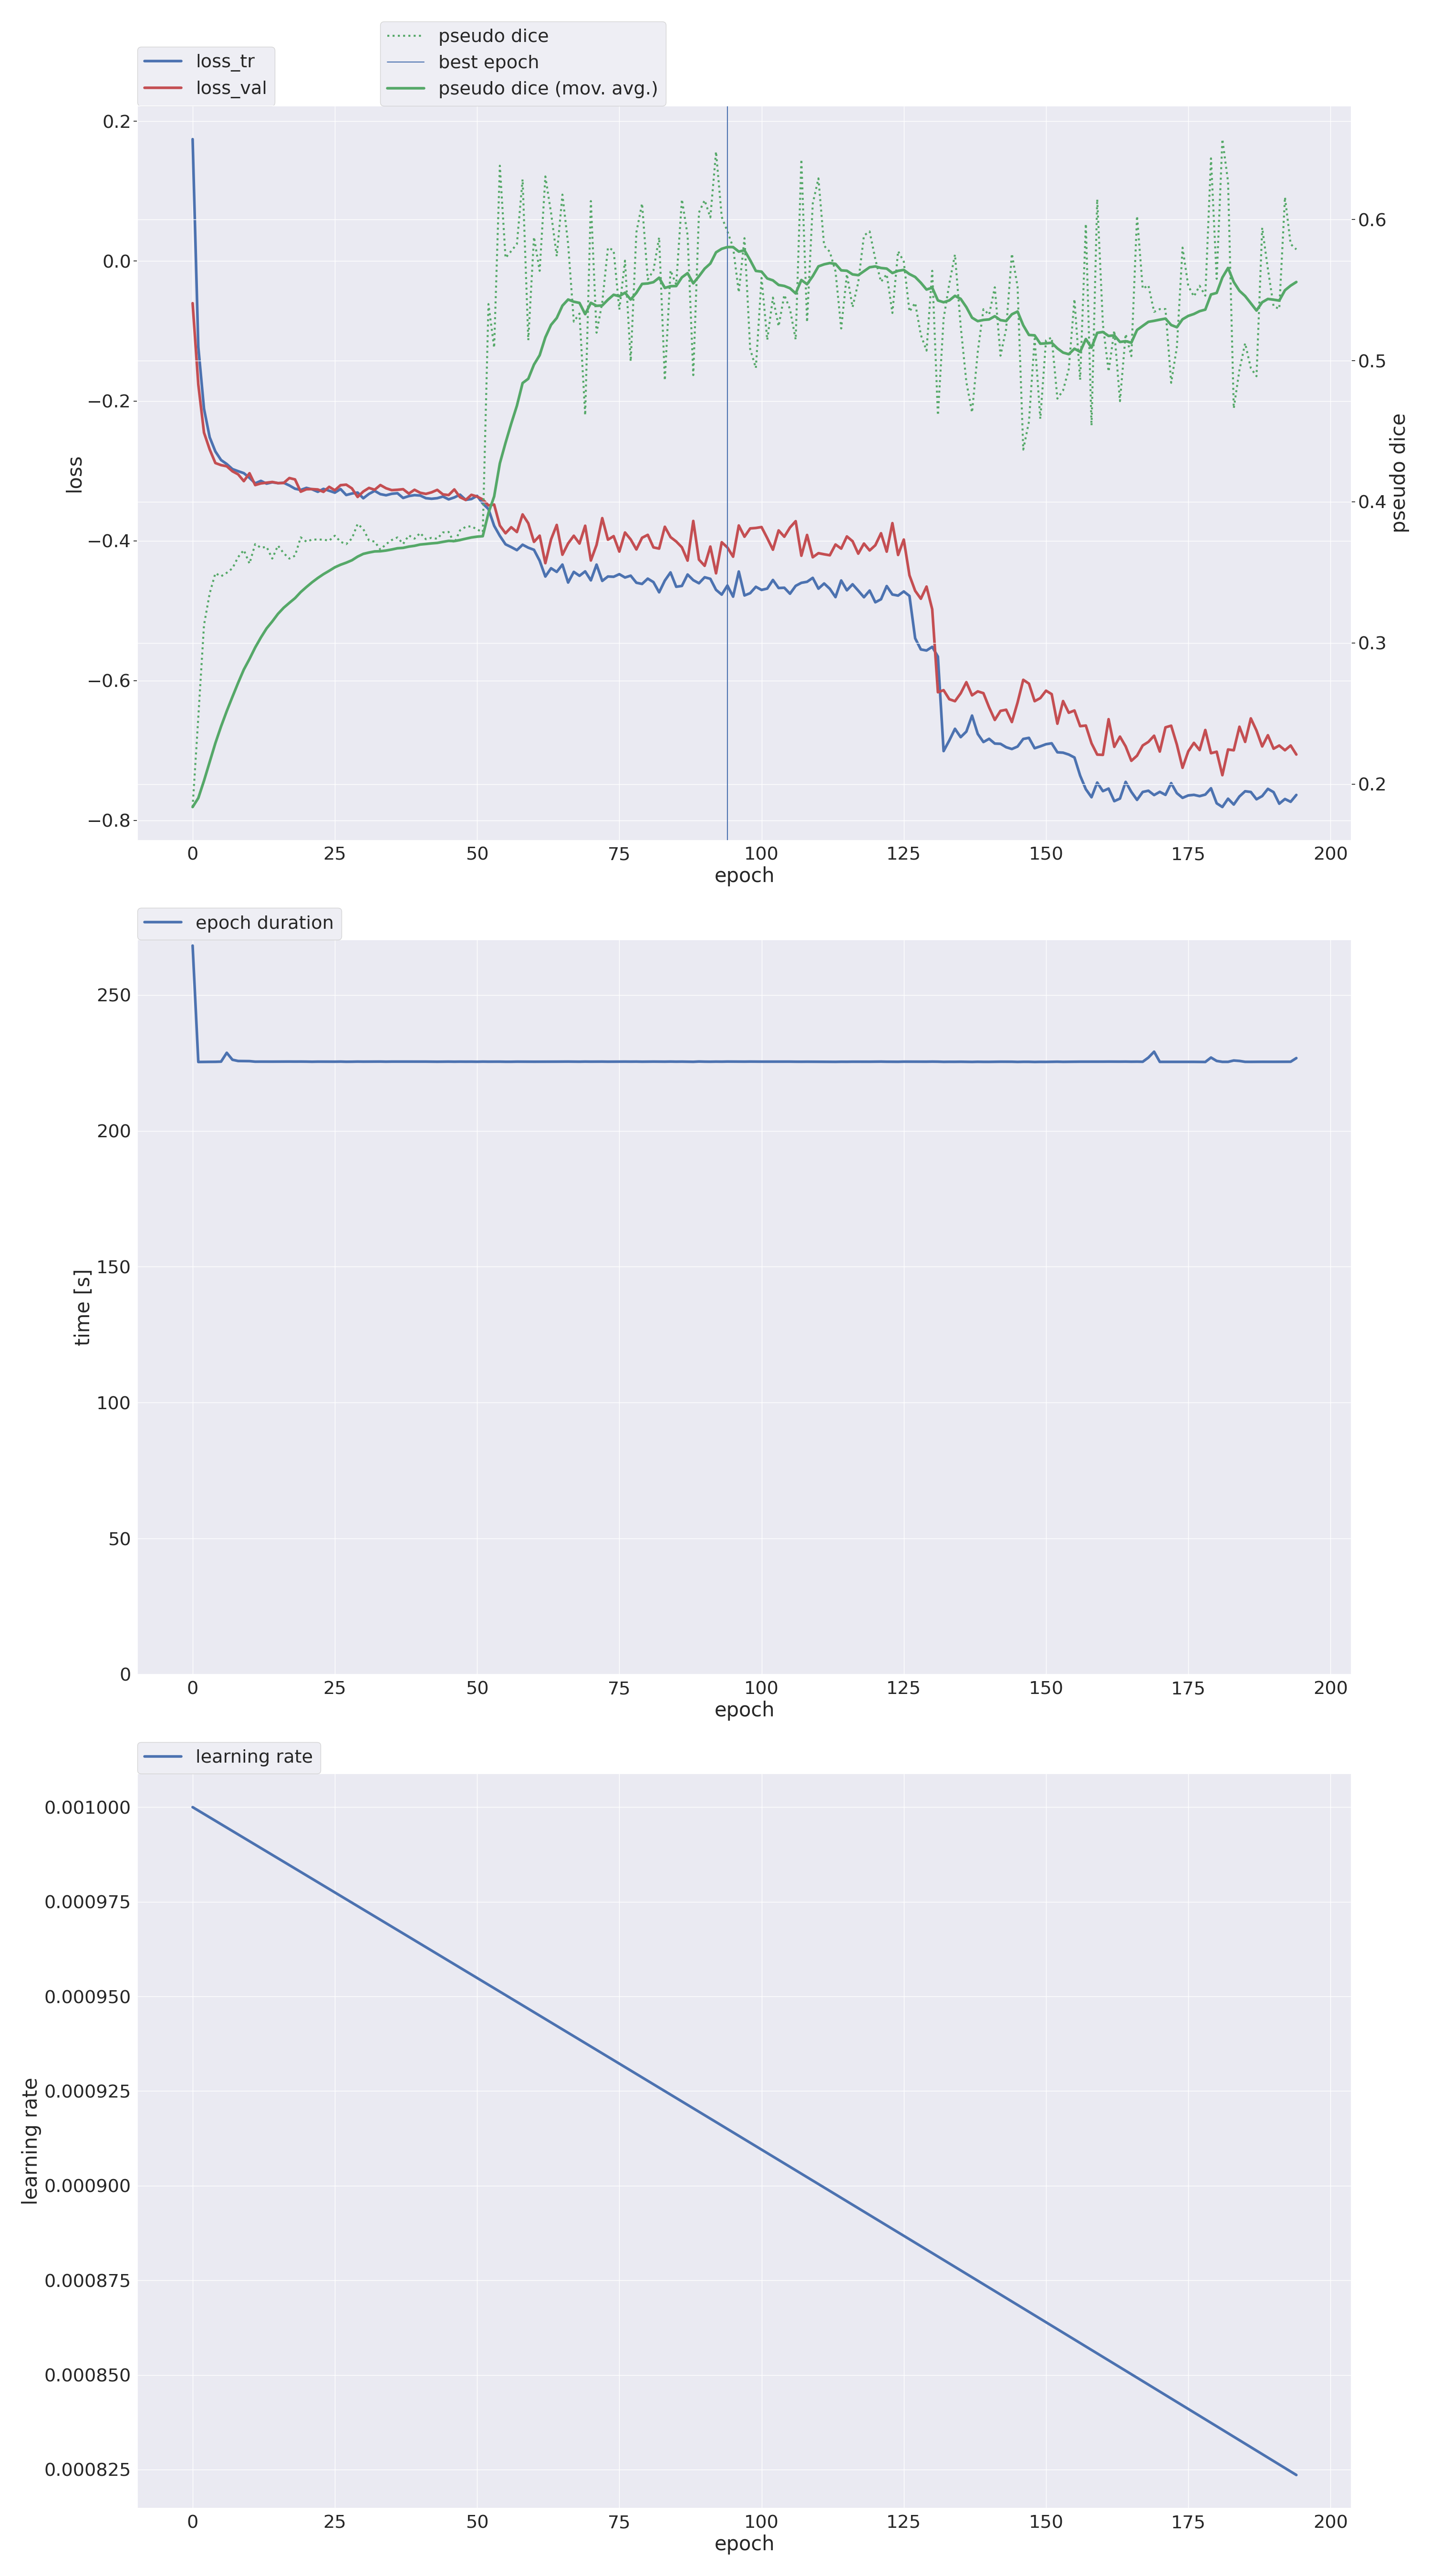 pseudo dice
loss_tr
best epoch
loss_val
pseudo dice (mov. avg.)
0.2
0.0
−0.2
−0.4
−0.6
−0.8
loss
0.6
0.5
0.4
0.3
0.2
pseudo dice
0 25 50 75 100 125 150 175 200
epoch
epoch duration
250
200
150
100
50
0
time [s]
0 25 50 75 100 125 150 175 200
epoch
learning rate
0.001000
0.000975
0.000950
0.000925
0.000900
0.000875
0.000850
0.000825
learning rate
0 25 50 75 100 125 150 175 200
epoch